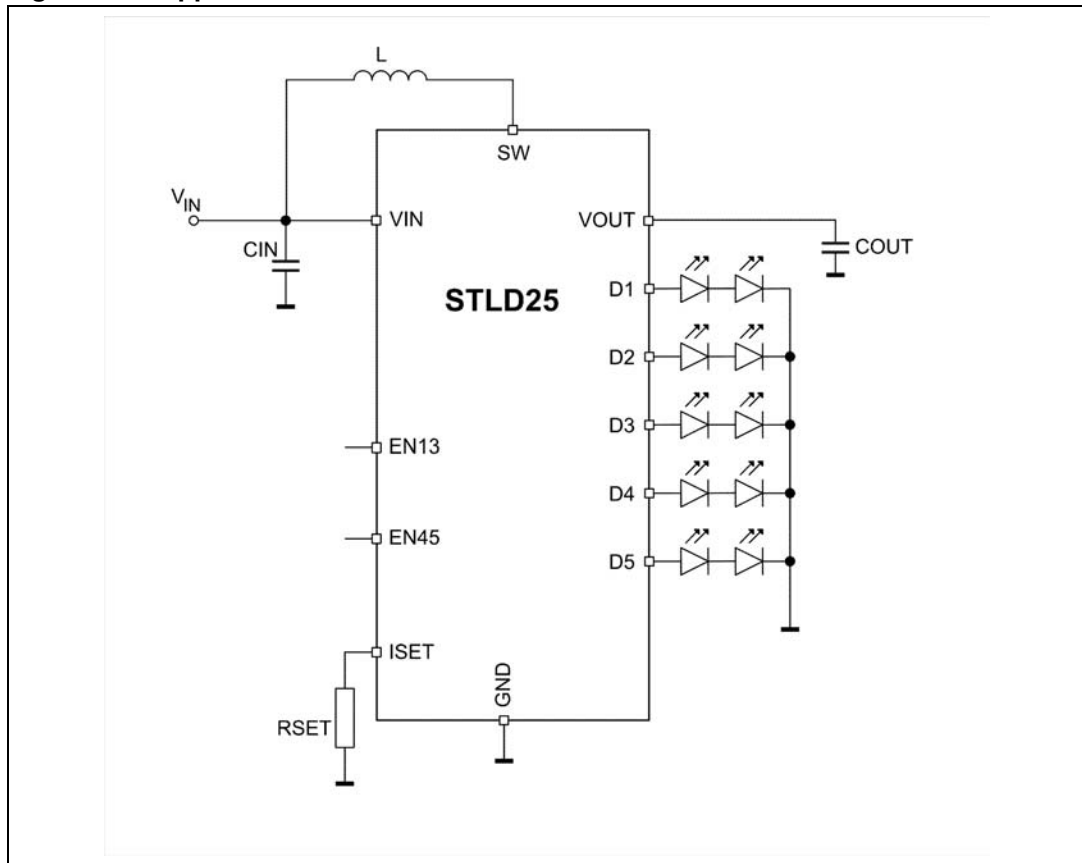 L
SW
VIN
VIN
VOUT
CIN
COUT
STLD25
D1
D2
D3
EN13
D4
EN45
D5
ISET
GND
RSET